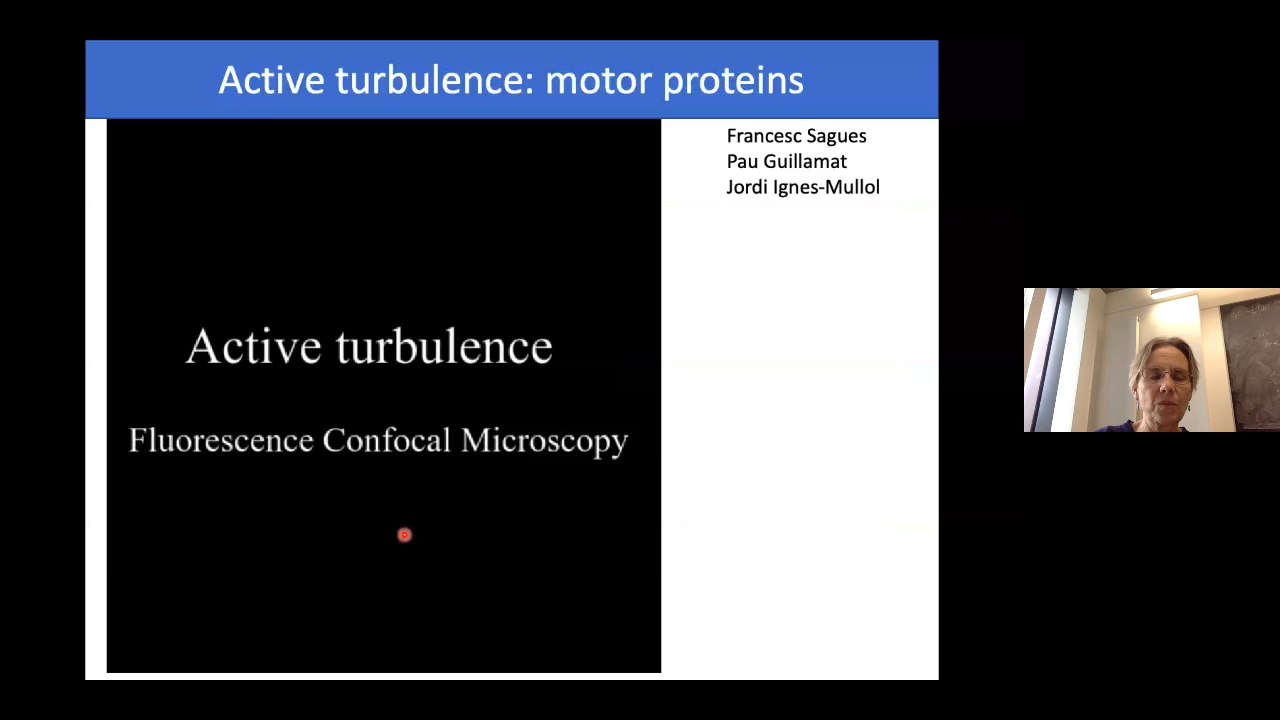 Active turbulence: motor proteins
Francesc Sagues
Pau Guillamat
Jordi Ignes-Mullol
Active turbulence
Fluorescence Confocal Microscopy